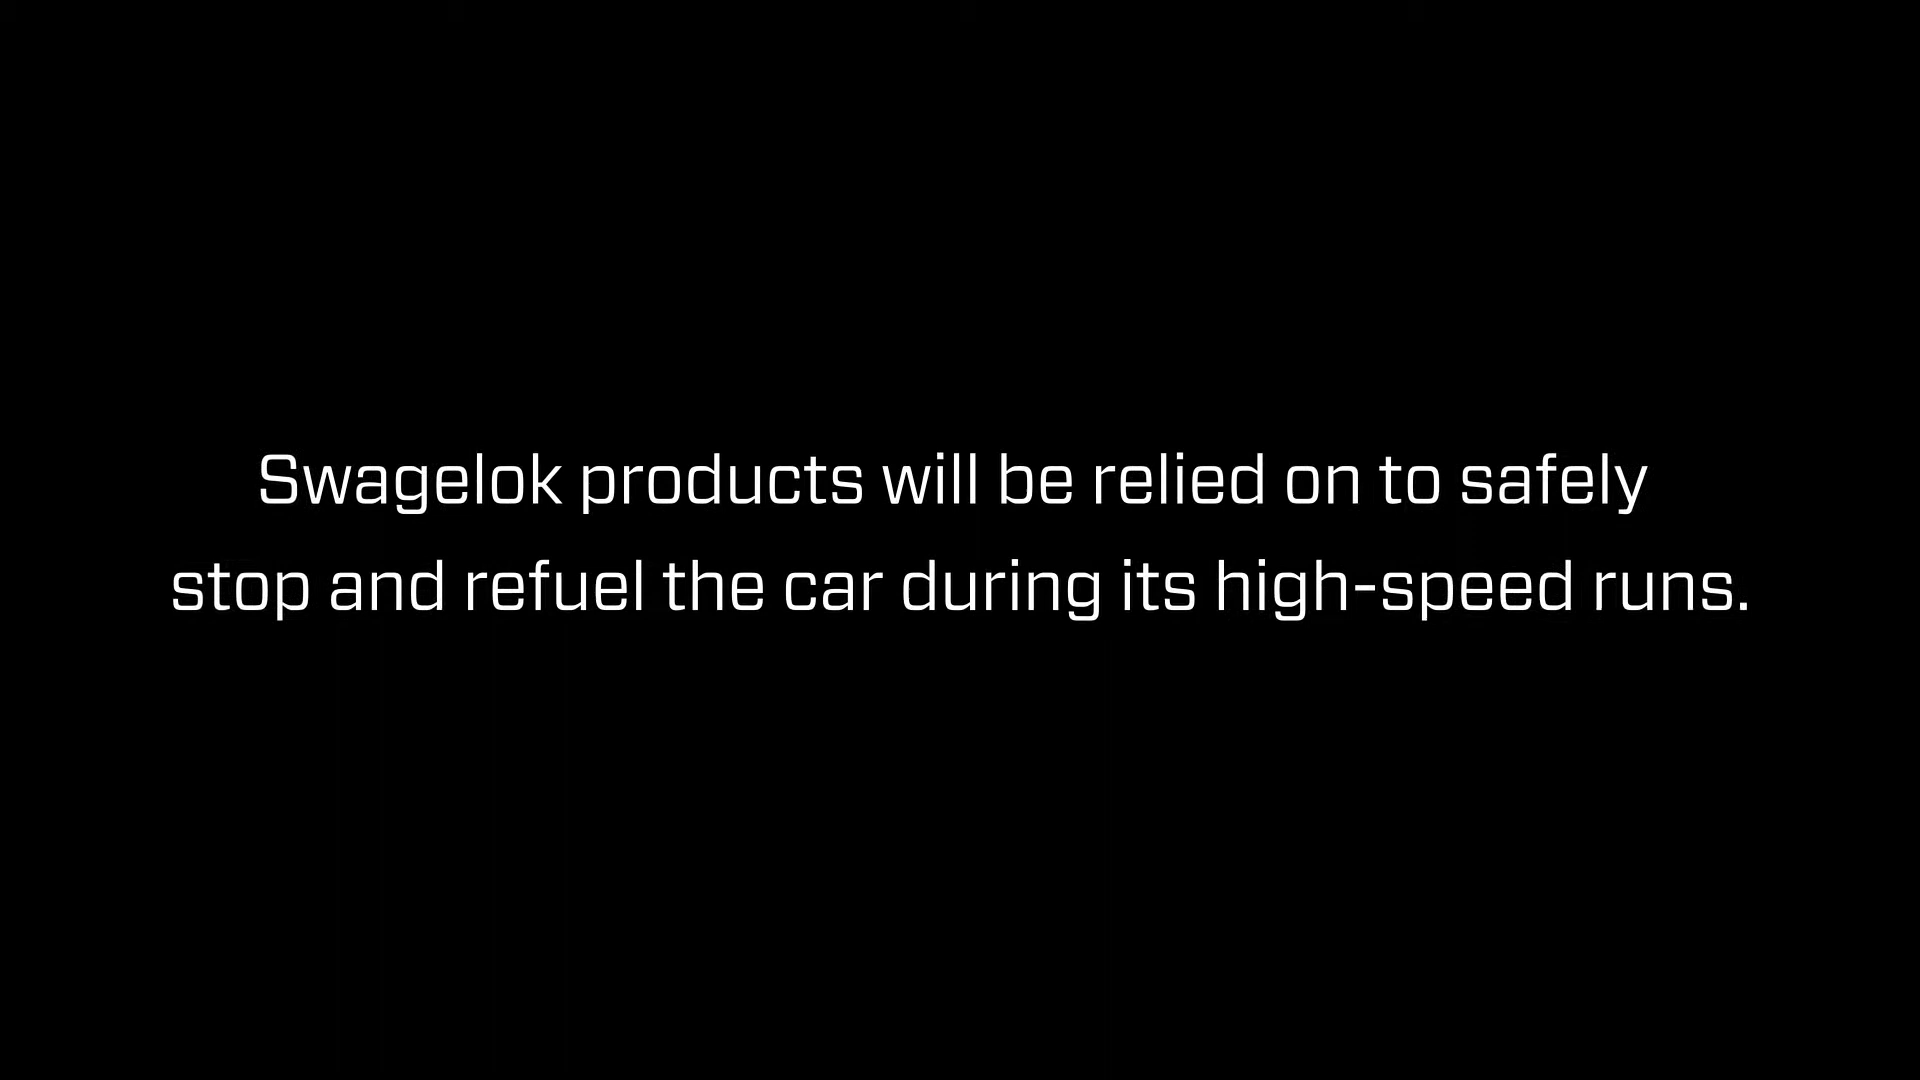 Swagelok products will be relied on to safely
stop and refuel the car during its high-speed runs.